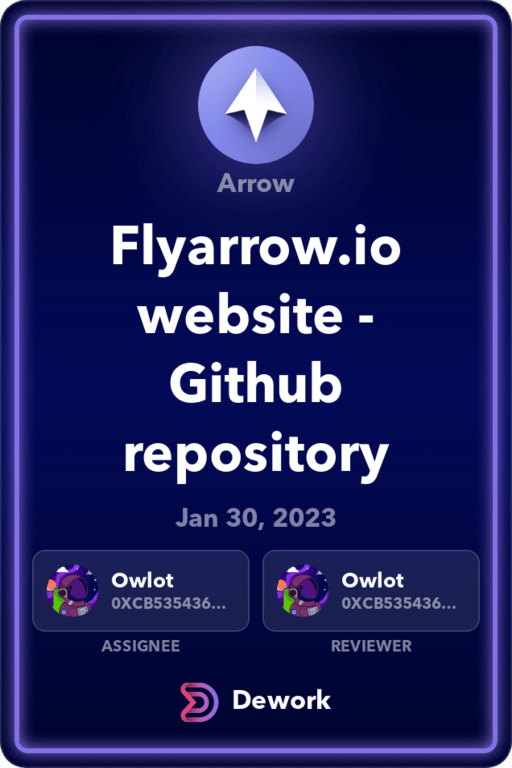 Arrow
Flyarrow.io
website -
Github
repository
Jan 30, 2023
Owlot
0XCB535436...
ASSIGNEE
Owlot
0XCB535436...
REVIEWER
Dework